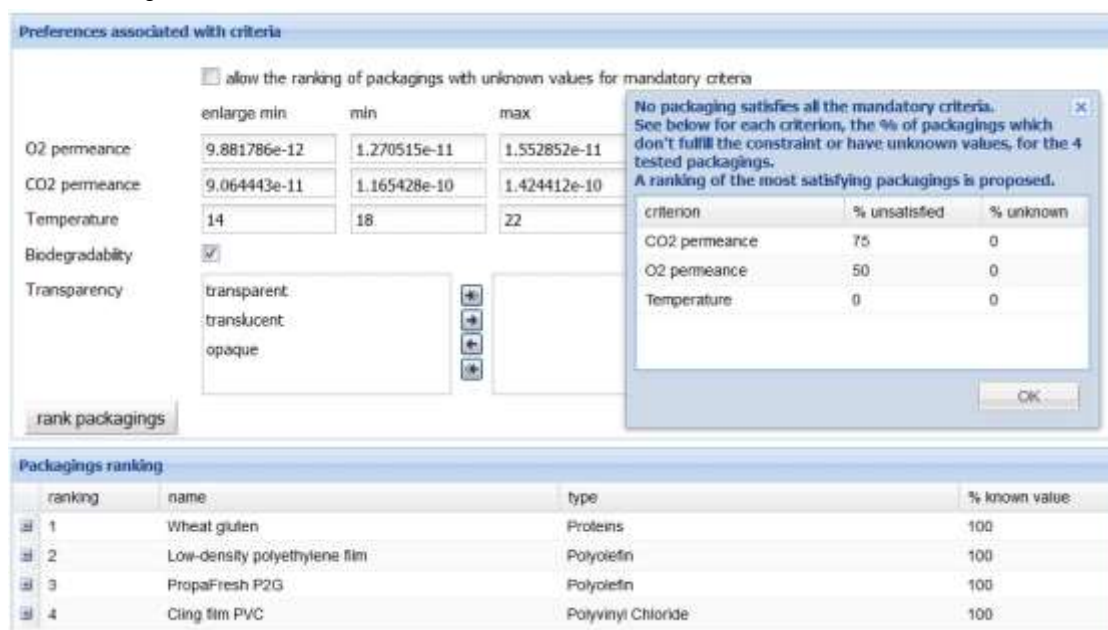 Preferences associated with criteria
allow the ranking of packagings with unknown values for mandatory criteria
enlarge min min max
O2 permeance 9.881786e-12 1.270515e-11 1.552852e-11
CO2 permeance 9.064443e-11 1.165428e-10 1.424412e-10
Temperature 14 18 22
Biodegradability
Transparency transparent
translucent
opaque
rank packagings
No packaging satisfies all the mandatory criteria.
See below for each criterion, the % of packagings which
don't fulfill the constraint or have unknown values, for the 4
tested packagings.
A ranking of the most satisfying packagings is proposed.
criterion % unsatisfied % unknown
CO2 permeance 75 0
O2 permeance 50 0
Temperature 0 0
OK
Packagings ranking
ranking name type % known value
1 Wheat gluten Proteins 100
2 Low-density polyethylene film Polyolefin 100
3 PropaFresh P2G Polyolefin 100
4 Cling film PVC Polyvinyl Chloride 100